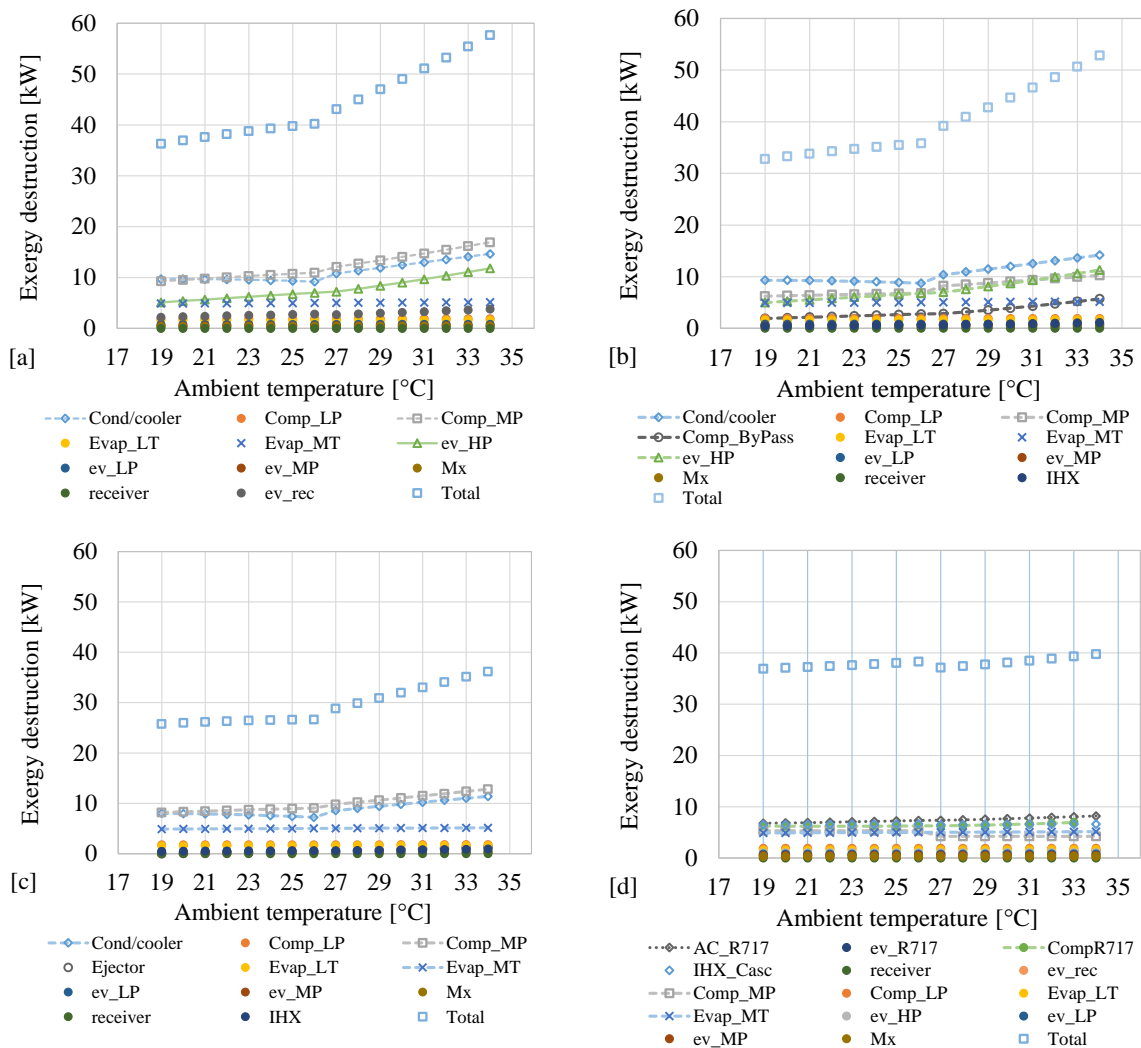 Exergy destruction [kW]
60
50
40
30
20
10
0
17 19 21 23 25 27 29 31 33 35
[a]
Ambient temperature [°C]
Cond/cooler Comp_LP Comp_MP
Evap_LT Evap_MT ev_HP
ev_LP ev_MP Mx
receiver ev_rec Total
Exergy destruction [kW]
60
50
40
30
20
10
0
17 19 21 23 25 27 29 31 33 35
[b]
Ambient temperature [°C]
Cond/cooler Comp_LP Comp_MP
Comp_ByPass Evap_LT Evap_MT
ev_HP ev_LP ev_MP
Mx receiver IHX
Total
Exergy destruction [kW]
60
50
40
30
20
10
0
17 19 21 23 25 27 29 31 33 35
[c]
Ambient temperature [°C]
Cond/cooler Comp_LP Comp_MP
Ejector Evap_LT Evap_MT
ev_LP ev_MP Mx
receiver IHX Total
Exergy destruction [kW]
60
50
40
30
20
10
0
17 19 21 23 25 27 29 31 33 35
[d]
Ambient temperature [°C]
AC_R717 ev_R717 CompR717
IHX_Casc receiver ev_rec
Comp_MP Comp_LP Evap_LT
Evap_MT ev_HP ev_LP
ev_MP Mx Total